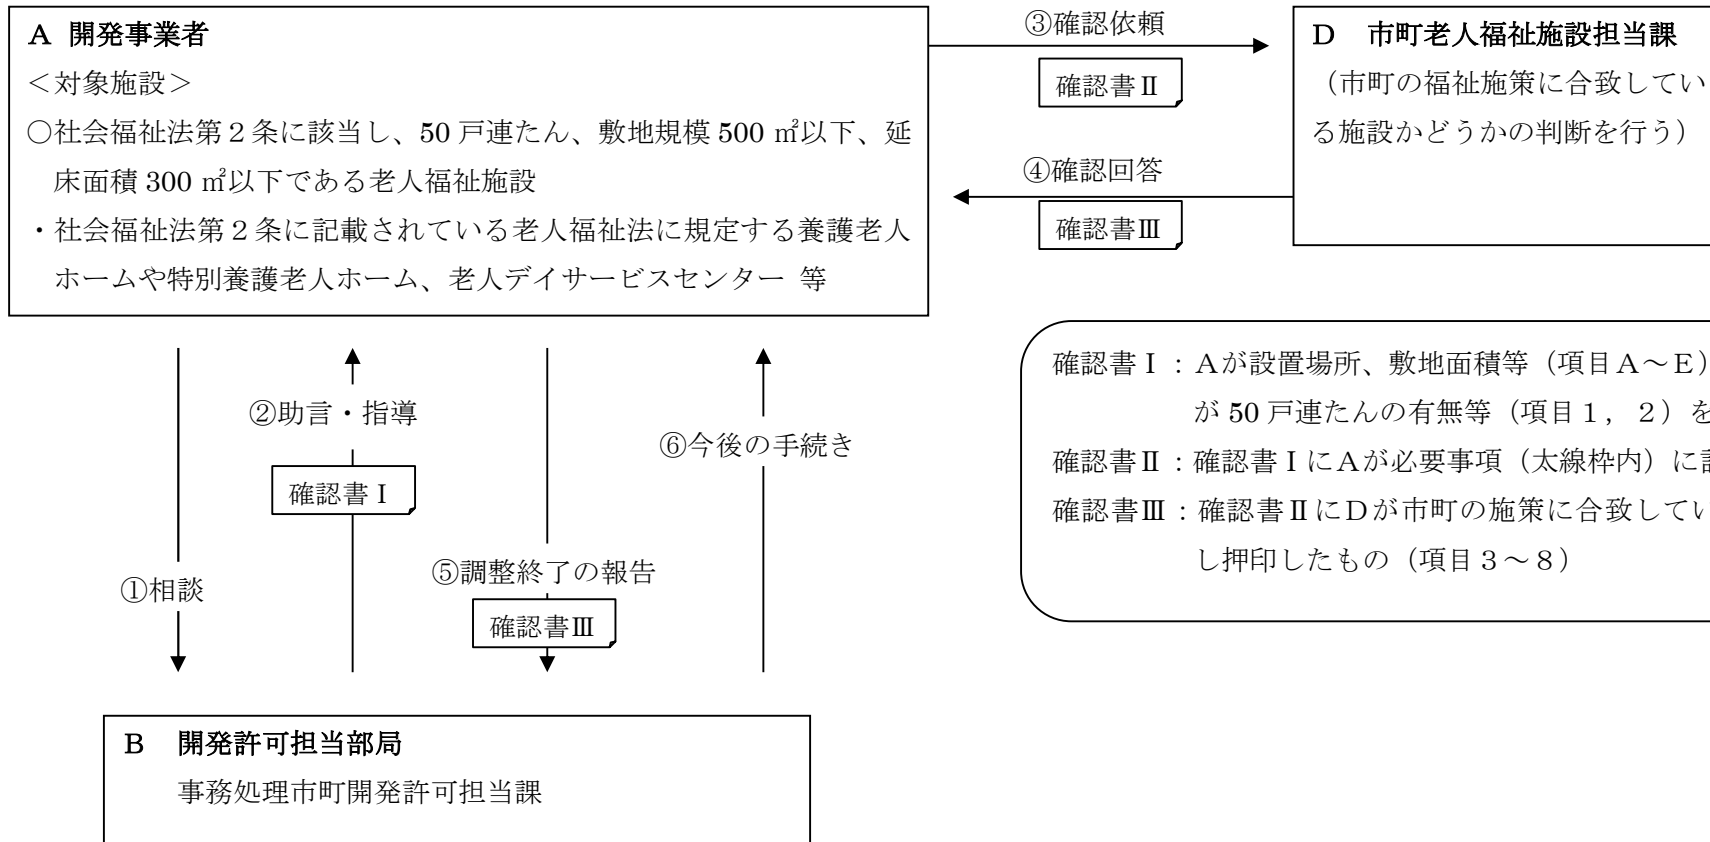 A 開発事業者
＜対象施設＞
○社会福祉法第２条に該当し、50 戸連たん、敷地規模 500 ㎡以下、延
床面積 300 ㎡以下である老人福祉施設
・社会福祉法第２条に記載されている老人福祉法に規定する養護老人
ホームや特別養護老人ホーム、老人デイサービスセンター 等
③確認依頼
確認書Ⅱ
④確認回答
確認書Ⅲ
D 市町老人福祉施設担当課
（市町の福祉施策に合致してい
る施設かどうかの判断を行う）
確認書Ⅰ：Ａが設置場所、敷地面積等（項目Ａ～Ｅ）
が 50 戸連たんの有無等（項目１，２）を
確認書Ⅱ：確認書ⅠにＡが必要事項（太線枠内）に
確認書Ⅲ：確認書ⅡにＤが市町の施策に合致してい
し押印したもの（項目３～８）
①相談
②助言・指導
確認書Ⅰ
⑤調整終了の報告
確認書Ⅲ
⑥今後の手続き
B 開発許可担当部局
事務処理市町開発許可担当課